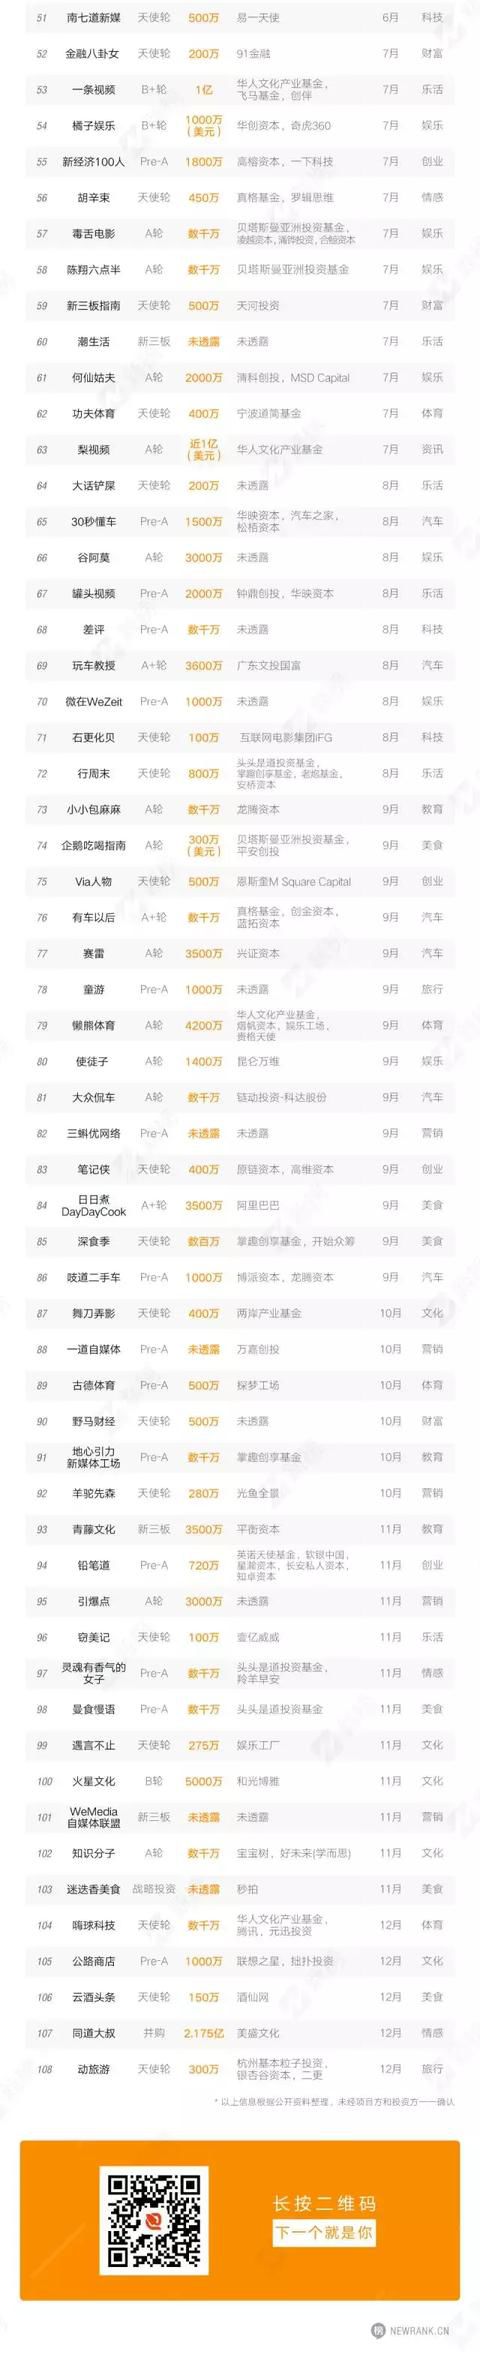 51 南七道新媒 天使轮 500万 易一天使 6月 科技
52 金融八卦女 天使轮 200万 91金融 7月 财富
53 一条视频 B+轮 1亿 华人文化产业基金，
飞马基金，创伴 7月 乐活
54 橘子娱乐 B+轮 1000万
（美元） 华创资本，奇虎360 7月 娱乐
55 新经济100人 Pre-A 1800万 高榕资本，一下科技 7月 创业
56 胡辛束 天使轮 450万 真格基金，罗辑思维 7月 情感
57 毒舌电影 A轮 数千万 贝塔斯曼亚洲投资基金，
凌越资本，涌铧投资，合鲸资本 7月 娱乐
58 陈翔六点半 A轮 数千万 贝塔斯曼亚洲投资基金 7月 娱乐
59 新三板指南 天使轮 500万 天河投资 7月 财富
60 潮生活 新三板 未透露 未透露 7月 乐活
61 何仙姑夫 A轮 2000万 清科创投，MSD Capital 7月 娱乐
62 功夫体育 天使轮 400万 宁波道简基金 7月 体育
63 梨视频 A轮 近1亿
（美元） 华人文化产业基金 7月 资讯
64 大话铲屎 天使轮 200万 未透露 8月 乐活
65 30秒懂车 Pre-A 1500万 华映资本，汽车之家，
松梧资本 8月 汽车
66 谷阿莫 A轮 3000万 未透露 8月 娱乐
67 罐头视频 Pre-A 2000万 钟鼎创投，华映资本 8月 乐活
68 差评 Pre-A 数千万 未透露 8月 科技
69 玩车教授 A+轮 3600万 广东文投国富 8月 汽车
70 微在WeZeit Pre-A 1000万 未透露 8月 娱乐
71 石更化贝 天使轮 100万 互联网电影集团IFG 8月 科技
72 行周末 天使轮 800万 头头是道投资基金，
掌趣创享基金，老炮基金，
安桥资本 8月 乐活
73 小小包麻麻 A轮 数千万 龙腾资本 9月 教育
74 企鹅吃喝指南 A轮 300万
（美元） 贝塔斯曼亚洲投资基金，
平安创投 9月 美食
75 Via人物 天使轮 500万 恩斯奎M Square Capital 9月 创业
76 有车以后 A+轮 数千万 真格基金，创金资本，
蓝拓资本 9月 汽车
77 赛雷 A轮 3500万 兴证资本 9月 汽车
78 童游 Pre-A 1000万 未透露 9月 旅行
79 懒熊体育 A轮 4200万 华人文化产业基金，
熠帆资本，娱乐工场，
贵格天使 9月 体育
80 使徒子 A轮 1400万 昆仑万维 9月 娱乐
81 大众侃车 A轮 数千万 链动投资-科达股份 9月 汽车
82 三蝌优网络 Pre-A 未透露 未透露 9月 营销
83 笔记侠 天使轮 400万 原链资本，高维资本 9月 创业
84 日日煮
DayDayCook A+轮 3500万 阿里巴巴 9月 美食
85 深食季 天使轮 数百万 掌趣创享基金，开始众筹 9月 美食
86 吱道二手车 Pre-A 1000万 博派资本，龙腾资本 9月 汽车
87 舞刀弄影 天使轮 400万 两岸产业基金 10月 文化
88 一道自媒体 Pre-A 未透露 万嘉创投 10月 营销
89 古德体育 Pre-A 500万 探梦工场 10月 体育
90 野马财经 天使轮 500万 未透露 10月 财富
91 地心引力
新媒体工场 Pre-A 数千万 掌趣创享基金 10月 教育
92 羊驼先森 天使轮 280万 光鱼全景 10月 营销
93 青藤文化 新三板 3500万 平衡资本 11月 教育
94 铅笔道 Pre-A 720万 英诺天使基金，软银中国，
星瀚资本，长安私人资本，
知卓资本 11月 创业
95 引爆点 A轮 3000万 未透露 11月 营销
96 窃美记 天使轮 100万 壹亿威威 11月 乐活
97 灵魂有香气的
女子 Pre-A 数千万 头头是道投资基金，
羚羊早安 11月 情感
98 曼食慢语 Pre-A 数千万 头头是道投资基金 11月 美食
99 遇言不止 天使轮 275万 娱乐工厂 11月 文化
100 火星文化 B轮 5000万 和光博雅 11月 文化
101 WeMedia
自媒体联盟 新三板 未透露 未透露 11月 营销
102 知识分子 A轮 数千万 宝宝树，好未来(学而思) 11月 文化
103 迷迭香美食 战略投资 未透露 秒拍 11月 美食
104 嗨球科技 天使轮 数千万 华人文化产业基金，
腾讯，元迅投资 12月 体育
105 公路商店 Pre-A 1000万 联想之星，拙扑投资 12月 文化
106 云酒头条 天使轮 150万 酒仙网 12月 美食
107 同道大叔 并购 2.175亿 美盛文化 12月 情感
108 动旅游 天使轮 300万 杭州基本粒子投资，
银杏谷资本，二更 12月 旅行
* 以上信息根据公开资料整理，未经项目方和投资方一一确认
长按二维码
下一个就是你
榜 NEWRANK.CN